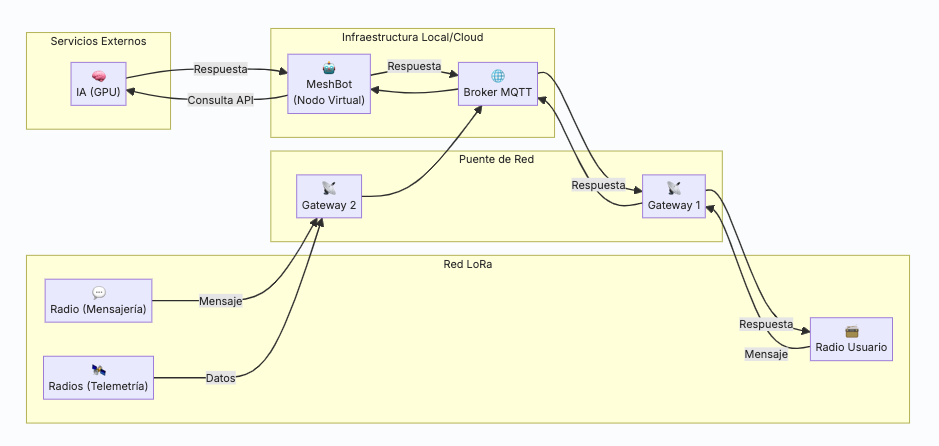 Servicios Externos
Infraestructura Local/Cloud
IA (GPU)
Respuesta
Consulta API
MeshBot
(Nodo Virtual)
Respuesta
Broker MQTT
Puente de Red
Gateway 2
Respuesta
Gateway 1
Red LoRa
Radio (Mensajería)
Mensaje
Radios (Telemetría)
Datos
Respuesta
Mensaje
Radio Usuario